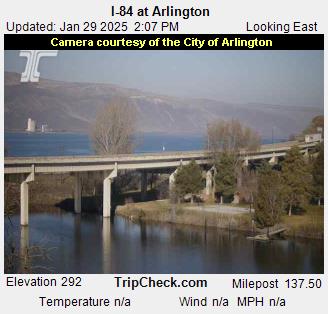 I-84 at Arlington
Updated: Jan 29 2025 2:07 PM Looking East
Camera courtesy of the City of Arlington
Elevation 292 TripCheck.com Milepost 137.50
Temperature n/a Wind n/a MPH n/a